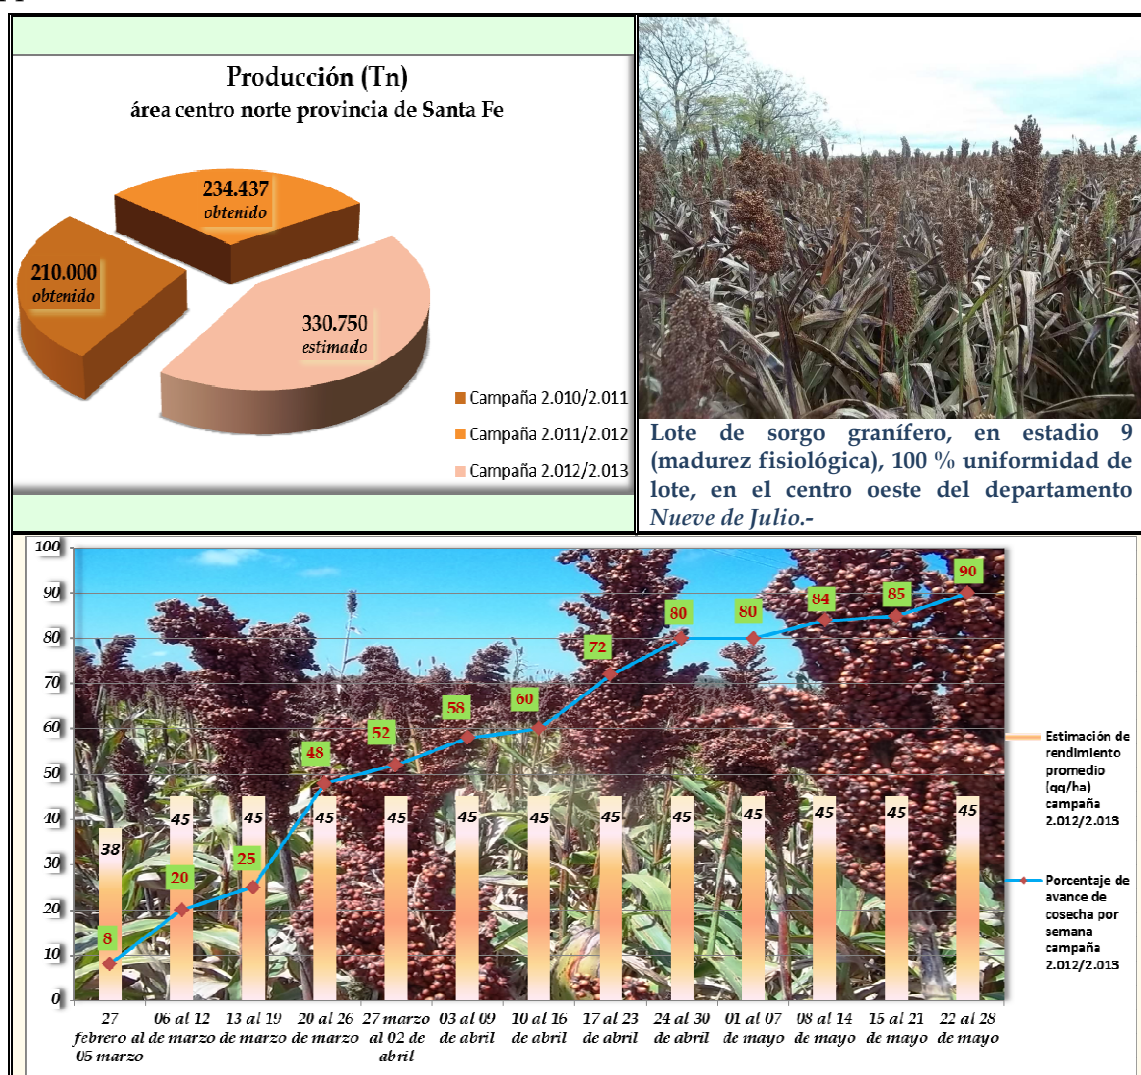 Producción (Tn)
área centro norte provincia de Santa Fe
234.437
obtenido
210.000
obtenido
330.750
estimado
Campaña 2.010/2.011
Campaña 2.011/2.012
Campaña 2.012/2.013
Lote de sorgo granífero, en estadio 9
(madurez fisiológica), 100 % uniformidad de
lote, en el centro oeste del departamento
Nueve de Julio.-
100
90
80
70
60
50
40
30
20
10
0
8
20
25
48
52
58
60
72
80
80
84
85
90
38
45
45
45
45
45
45
45
45
45
45
45
45
27
febrero al
05 marzo
06 al 12
de marzo
13 al 19
de marzo
20 al 26
de marzo
27 marzo
al 02 de
abril
03 al 09
de abril
10 al 16
de abril
17 al 23
de abril
24 al 30
de abril
01 al 07
de mayo
08 al 14
de mayo
15 al 21
de mayo
22 al 28
de mayo
Estimación de
rendimiento
promedio
(qq/ha)
campaña
2.012/2.013
Porcentaje de
avance de
cosecha por
semana
campaña
2.012/2.013